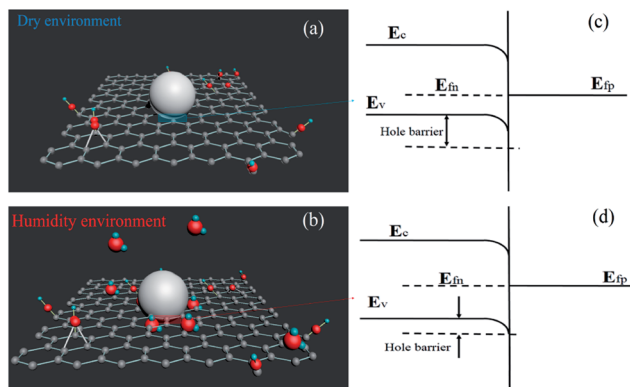 Dry environment
(a)
(c)
Ec
Efn
Efp
Ev
Hole barrier
Humidity environment
(b)
(d)
Ec
Efn
Efp
Ev
Hole barrier